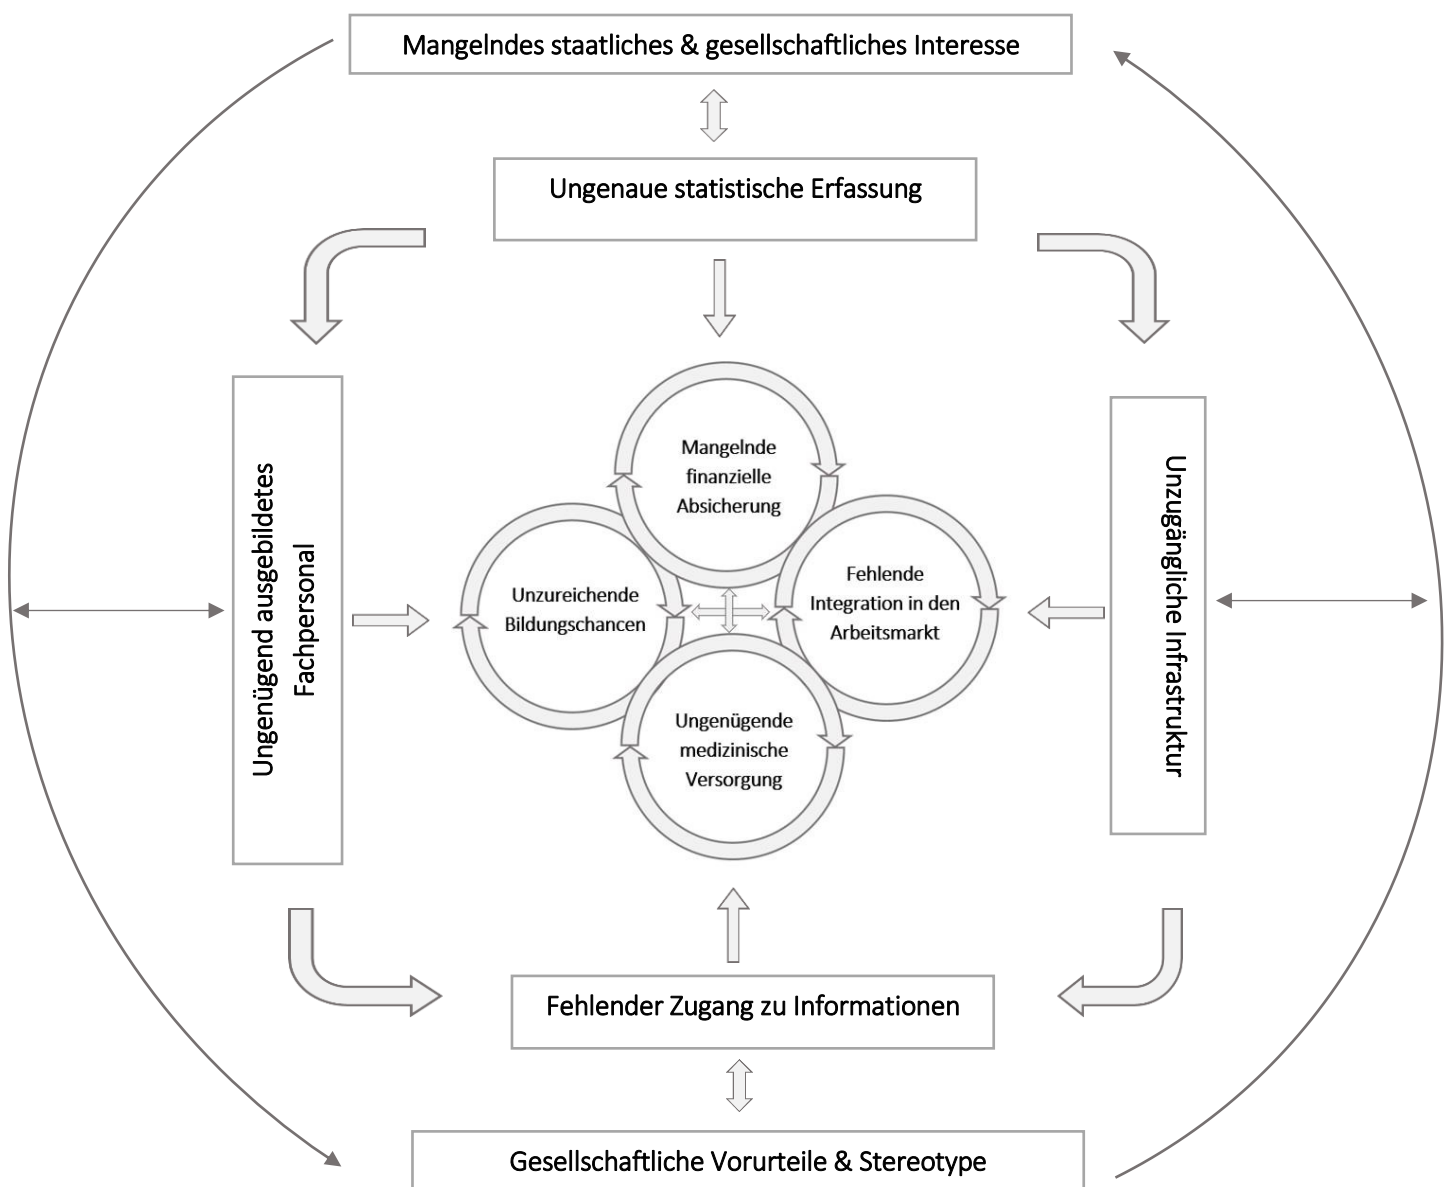 Mangelndes staatliches & gesellschaftliches Interesse
Ungenaue statistische Erfassung
Ungenügend ausgebildetes
Fachpersonal
Mangelnde
finanzielle
Absicherung
Unzureichende
Bildungschancen
Fehlende
Integration in den
Arbeitsmarkt
Ungenügende
medizinische
Versorgung
Unzugängliche Infrastruktur
Fehlender Zugang zu Informationen
Gesellschaftliche Vorurteile & Stereotype